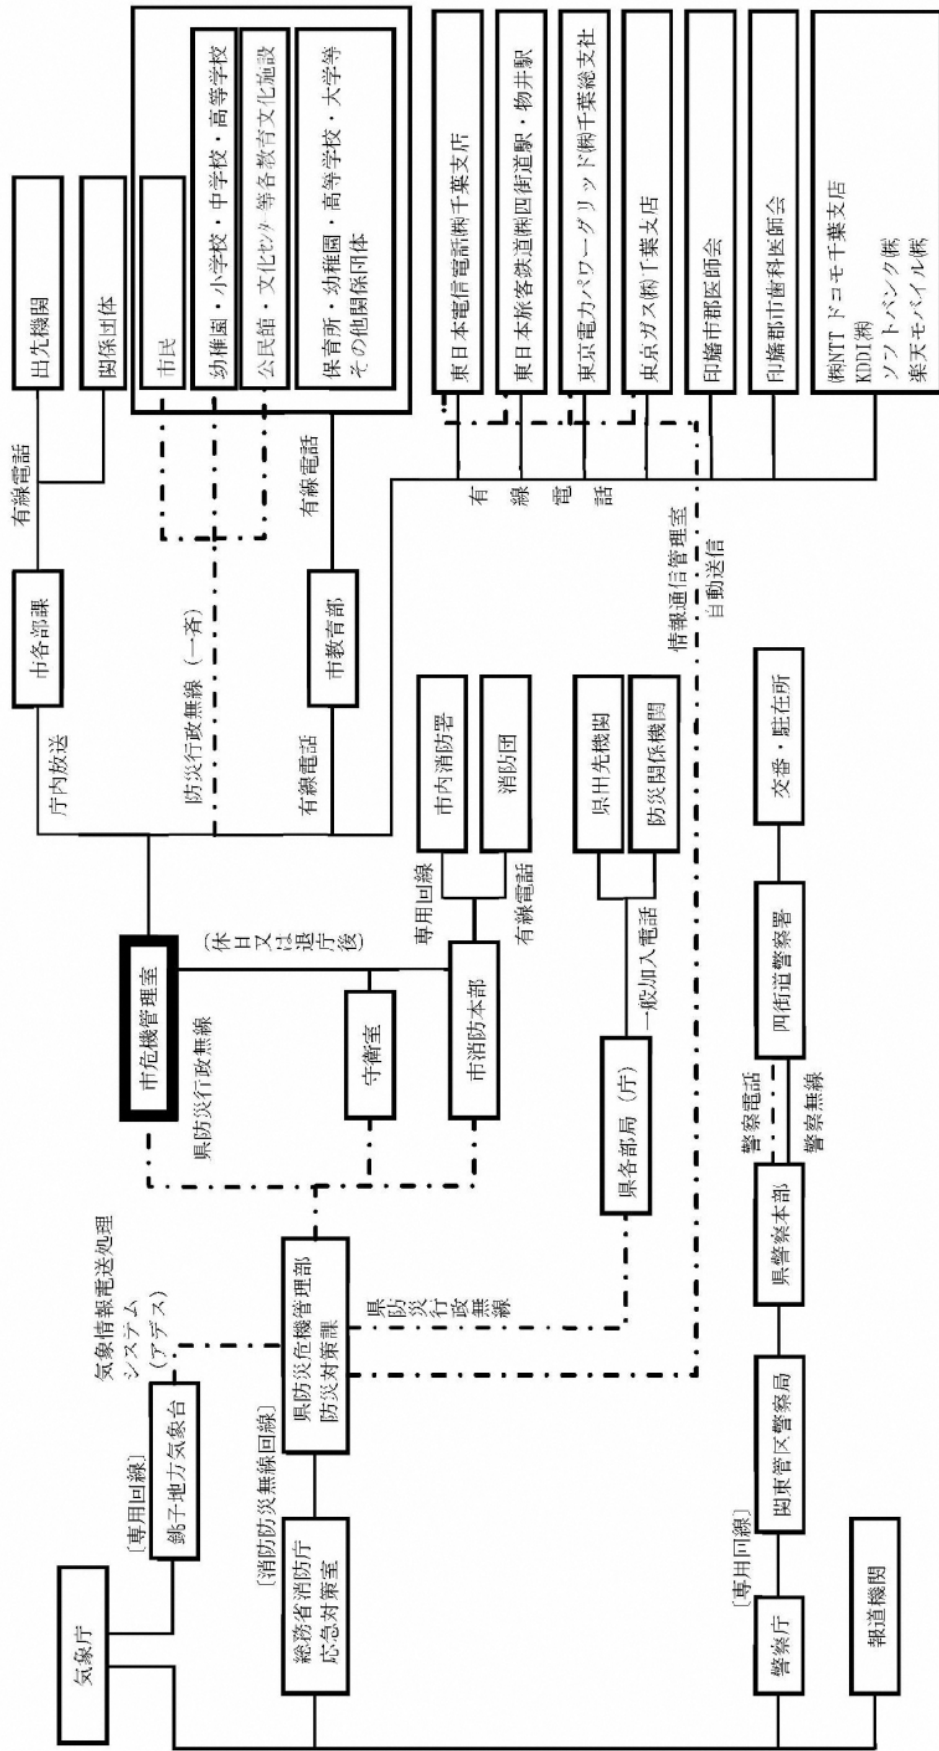 気象庁
〔専用回線〕
銚子地方気象台
気象情報電送処理
システム
(アデス)
〔消防防災無線回線〕
総務省消防庁
応急対策室
県防災危機管理部
防災対策課
県防災行政無線
県防災行政無線
市危機管理室
(休日又は退庁後)
守衛室
市消防本部
専用回線
市内消防署
有線電話
消防団
県各部局(庁)
一般加入電話
県出先機関
防災関係機関
庁内放送
市各部課
有線電話
出先機関
関係団体
防災行政無線(一斉)
市民
幼稚園・小学校・中学校・高等学校
公民館・文化センター等各教育文化施設
保育所・幼稚園・高等学校・大学等
その他関係団体
有線電話
市教育部
有線電話
有線電話
東日本電信電話㈱千葉支店
東日本旅客鉄道㈱四街道駅・物井駅
東京電力パワーグリッド㈱千葉総支社
東京ガス㈱千葉支店
印旛市郡医師会
印旛郡市歯科医師会
㈱NTTドコモ千葉支店
KDDI㈱
ソフトバンク㈱
楽天モバイル㈱
情報通信管理室
自動送信
〔専用回線〕
警察庁
関東管区警察局
県警察本部
警察電話
警察無線
四街道警察署
交番・駐在所
報道機関